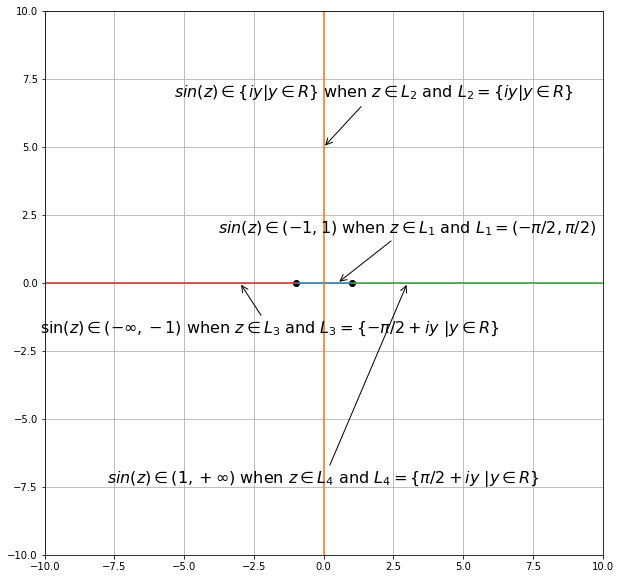 10.0
7.5
sin(z) ∈ {iy|y ∈ R} when z ∈ L₂ and L₂ = {iy|y ∈ R}
5.0
2.5
sin(z) ∈ (−1, 1) when z ∈ L₁ and L₁ = (−π/2, π/2)
0.0
sin(z) ∈ (−∞, −1) when z ∈ L₃ and L₃ = {−π/2 + iy |y ∈ R}
−2.5
−5.0
sin(z) ∈ (1, +∞) when z ∈ L₄ and L₄ = {π/2 + iy |y ∈ R}
−7.5
−10.0
−10.0 −7.5 −5.0 −2.5 0.0 2.5 5.0 7.5 10.0